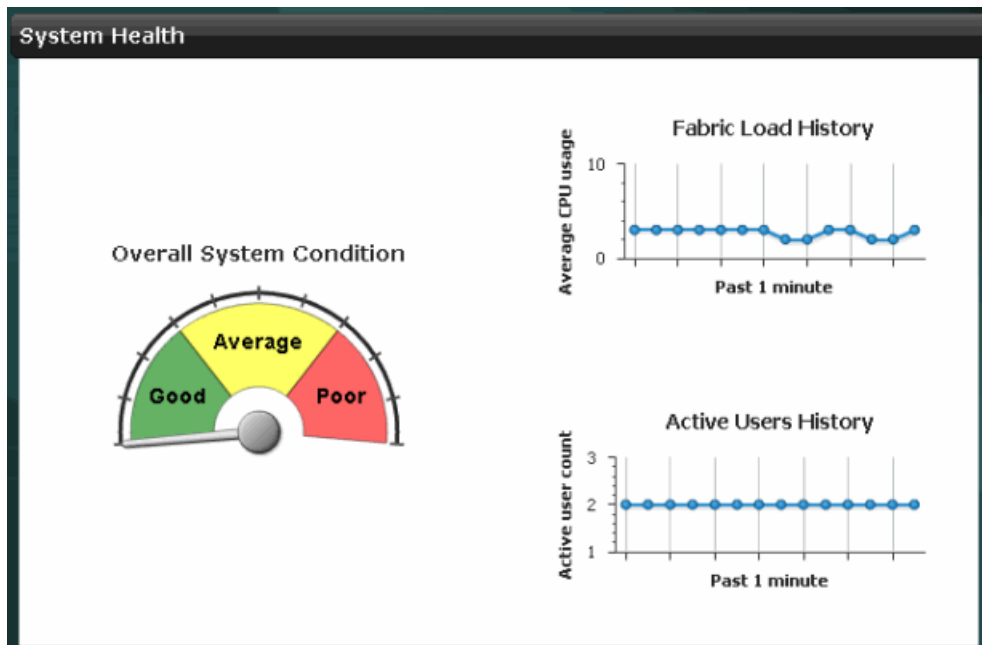 System Health
Overall System Condition
Good
Average
Poor
Fabric Load History
Average CPU usage
10
0
Past 1 minute
Active Users History
Active user count
3
2
1
Past 1 minute